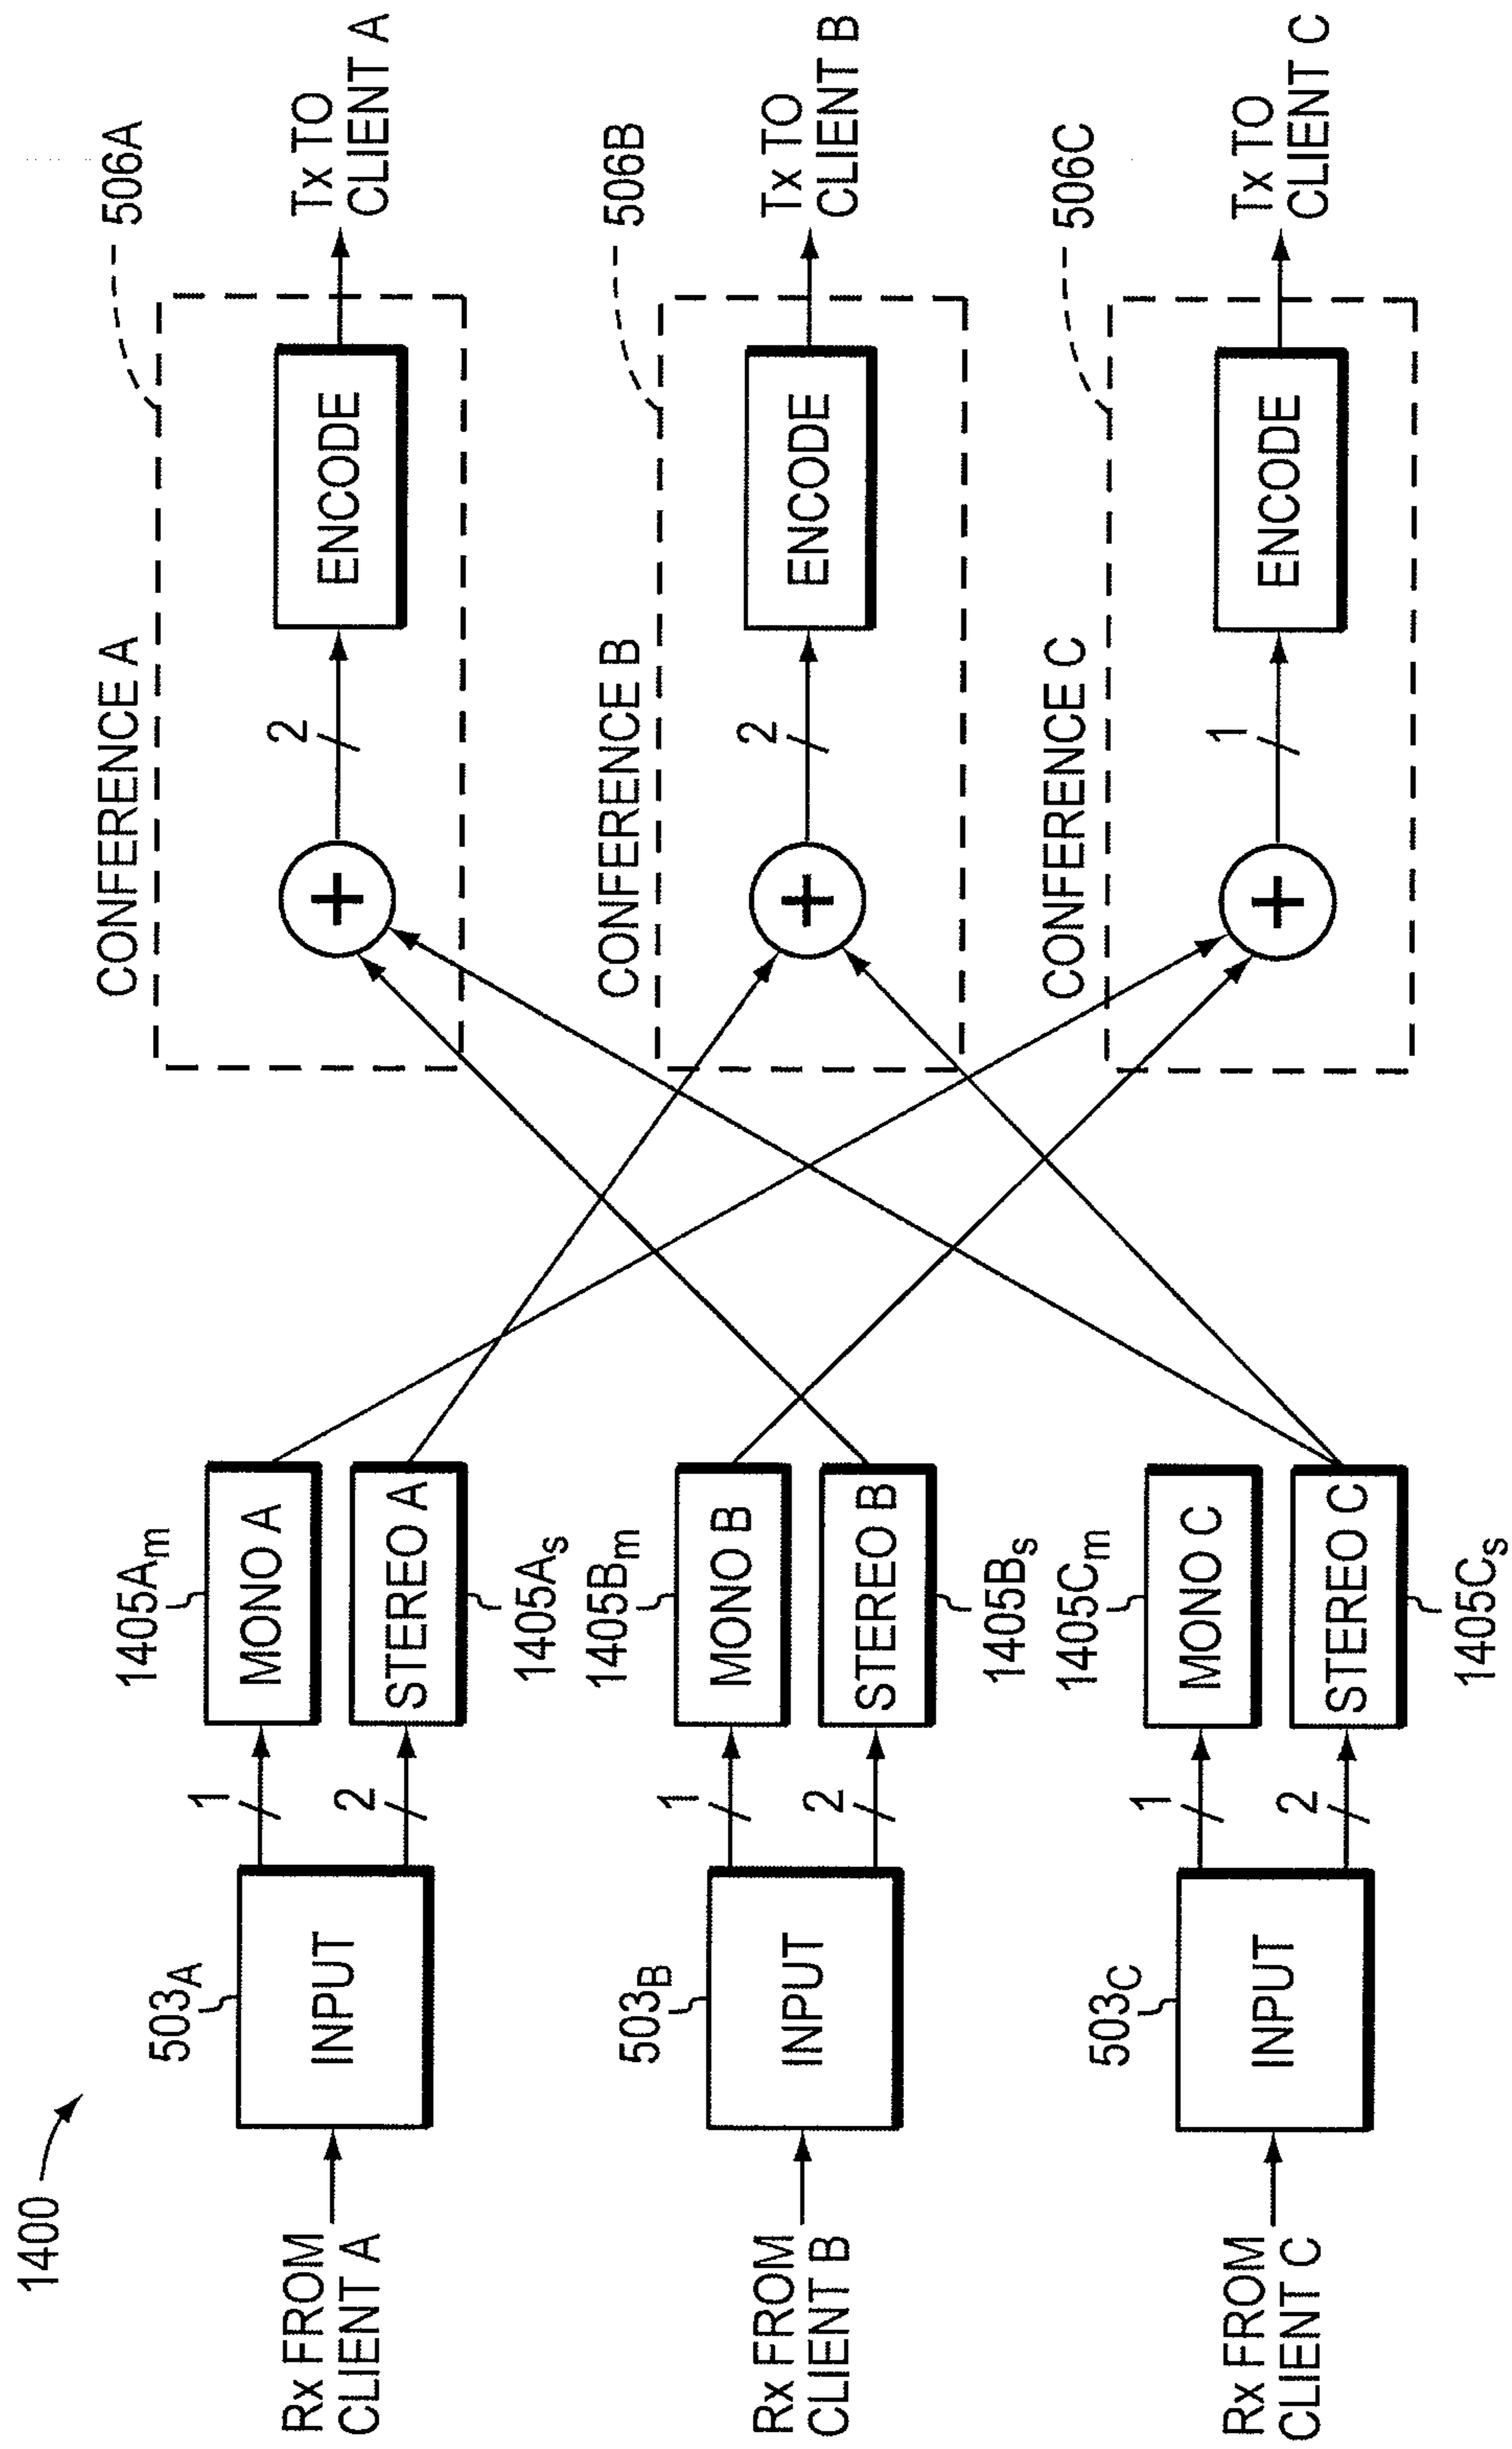 1400
Rx FROM
CLIENT A
503A
INPUT
1
2
1405Am
MONO A
STEREO A
1405As
CONFERENCE A
+
2
ENCODE
506A
Tx TO
CLIENT A
Rx FROM
CLIENT B
503B
INPUT
1
2
1405Bm
MONO B
STEREO B
1405Bs
CONFERENCE B
+
2
ENCODE
506B
Tx TO
CLIENT B
Rx FROM
CLIENT C
503C
INPUT
1
2
1405Cm
MONO C
STEREO C
1405Cs
CONFERENCE C
+
1
ENCODE
506C
Tx TO
CLIENT C